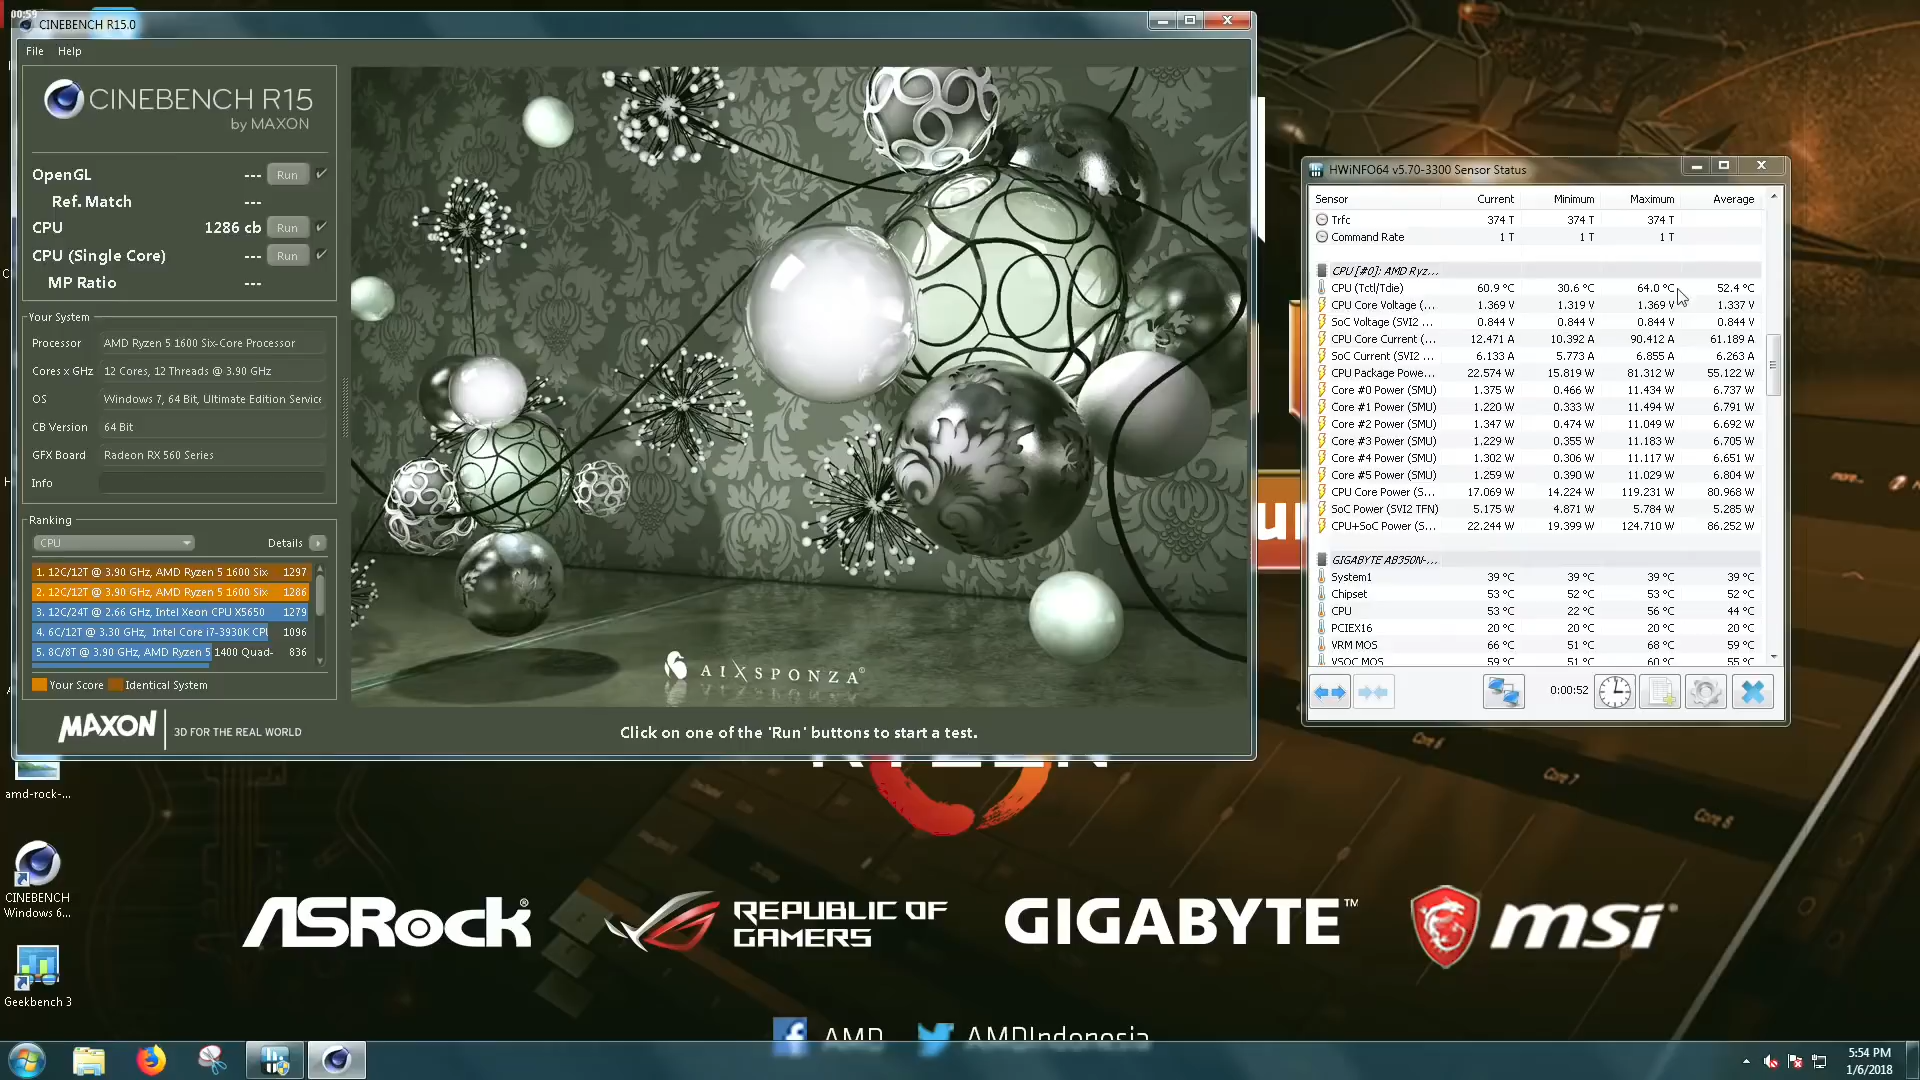 00:59
CINEBENCH R15.0
File Help
CINEBENCH R15
by MAXON
OpenGL --- Run
Ref. Match ---
CPU 1286 cb Run
CPU (Single Core) --- Run
MP Ratio ---
Your System
Processor AMD Ryzen 5 1600 Six-Core Processor
Cores x GHz 12 Cores, 12 Threads @ 3.90 GHz
OS Windows 7, 64 Bit, Ultimate Edition Service
CB Version 64 Bit
GFX Board Radeon RX 560 Series
Info
Ranking
CPU Details
1. 12C/12T @ 3.90 GHz, AMD Ryzen 5 1600 Six- 1297
2. 12C/12T @ 3.90 GHz, AMD Ryzen 5 1600 Six- 1286
3. 12C/24T @ 2.66 GHz, Intel Xeon CPU X5650 1279
4. 6C/12T @ 3.30 GHz, Intel Core i7-3930K CPU 1096
5. 8C/8T @ 3.90 GHz, AMD Ryzen 5 1400 Quad- 836
Your Score Identical System
MAXON 3D FOR THE REAL WORLD
AIXSPONZA®
Click on one of the 'Run' buttons to start a test.
HWiNFO64 v5.70-3300 Sensor Status
Sensor Current Minimum Maximum Average
Trfc 374 T 374 T 374 T
Command Rate 1 T 1 T 1 T
CPU [#0]: AMD Ryz...
CPU (Tctl/Tdie) 60.9 °C 30.6 °C 64.0 °C 52.4 °C
CPU Core Voltage (... 1.369 V 1.319 V 1.369 V 1.337 V
SoC Voltage (SVI2 ... 0.844 V 0.844 V 0.844 V 0.844 V
CPU Core Current (... 12.471 A 10.392 A 90.412 A 61.189 A
SoC Current (SVI2 ... 6.133 A 5.773 A 6.855 A 6.263 A
CPU Package Powe... 22.574 W 15.819 W 81.312 W 55.122 W
Core #0 Power (SMU) 1.375 W 0.466 W 11.434 W 6.737 W
Core #1 Power (SMU) 1.220 W 0.333 W 11.494 W 6.791 W
Core #2 Power (SMU) 1.347 W 0.474 W 11.049 W 6.692 W
Core #3 Power (SMU) 1.229 W 0.355 W 11.183 W 6.705 W
Core #4 Power (SMU) 1.302 W 0.306 W 11.117 W 6.651 W
Core #5 Power (SMU) 1.259 W 0.390 W 11.029 W 6.804 W
CPU Core Power (S... 17.069 W 14.224 W 119.231 W 80.968 W
SoC Power (SVI2 TFN) 5.175 W 4.871 W 5.784 W 5.285 W
CPU+SoC Power (S... 22.244 W 19.399 W 124.710 W 86.252 W
GIGABYTE AB350N-...
System1 39 °C 39 °C 39 °C 39 °C
Chipset 53 °C 52 °C 53 °C 52 °C
CPU 53 °C 22 °C 56 °C 44 °C
PCIEX16 20 °C 20 °C 20 °C 20 °C
VRM MOS 66 °C 51 °C 68 °C 59 °C
VSOC MOS 59 °C 51 °C 60 °C 55 °C
0:00:52
Core 6
Core 7
Core 8
RYZEN
amd-rock-...
CINEBENCH
Windows 6...
Geekbench 3
ASRock®
REPUBLIC OF
GAMERS
GIGABYTE™
msi
AMD AMDIndonesia
5:54 PM
1/6/2018